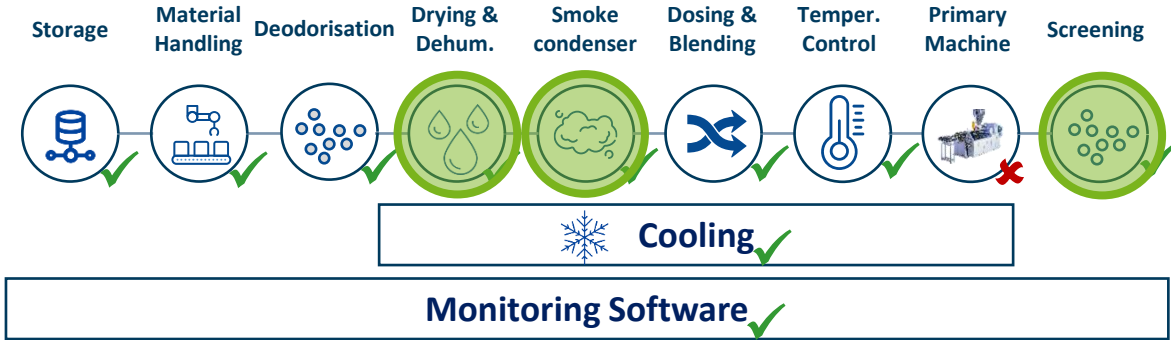 Storage
Material
Handling
Deodorisation
Drying &
Dehum.
Smoke
condenser
Dosing &
Blending
Temper.
Control
Primary
Machine
Screening
Cooling
Monitoring Software